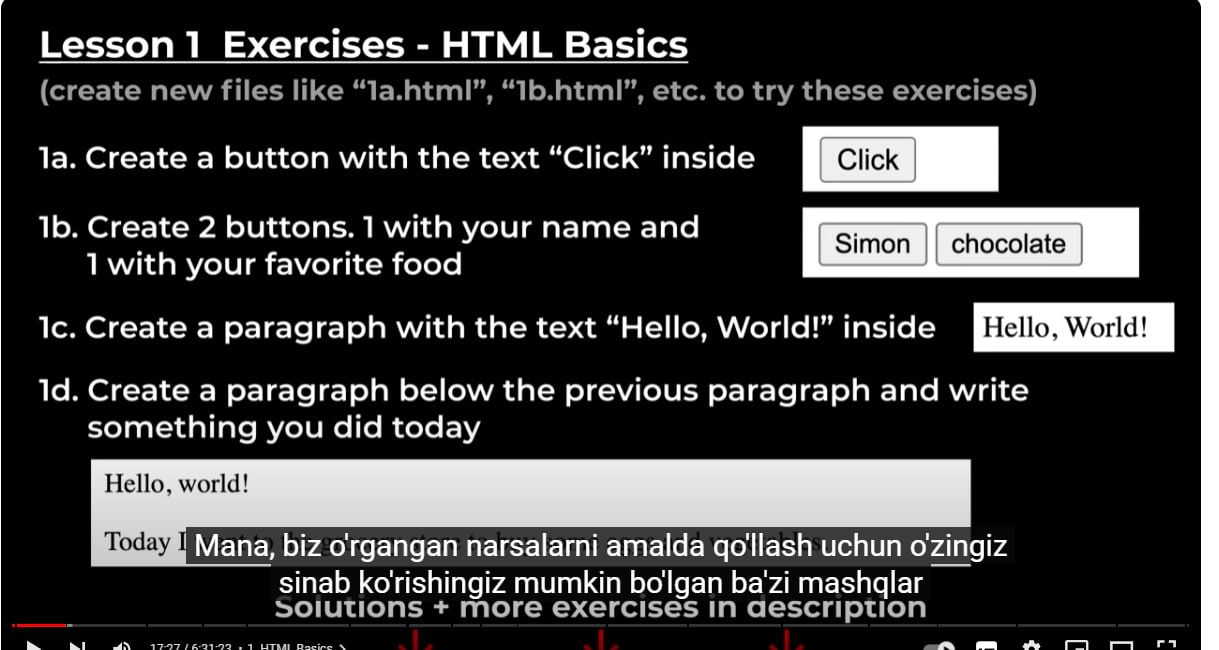 Lesson 1 Exercises - HTML Basics
(create new files like “1a.html”, “1b.html”, etc. to try these exercises)
1a. Create a button with the text “Click” inside
Click
1b. Create 2 buttons. 1 with your name and
1 with your favorite food
Simon chocolate
1c. Create a paragraph with the text “Hello, World!” inside
Hello, World!
1d. Create a paragraph below the previous paragraph and write
something you did today
Hello, world!
Today I
Mana, biz o'rgangan narsalarni amalda qo'llash uchun o'zingiz
sinab ko'rishingiz mumkin bo'lgan ba'zi mashqlar
Solutions + more exercises in description
17:27 / 6:31:23 • 1. HTML Basics >